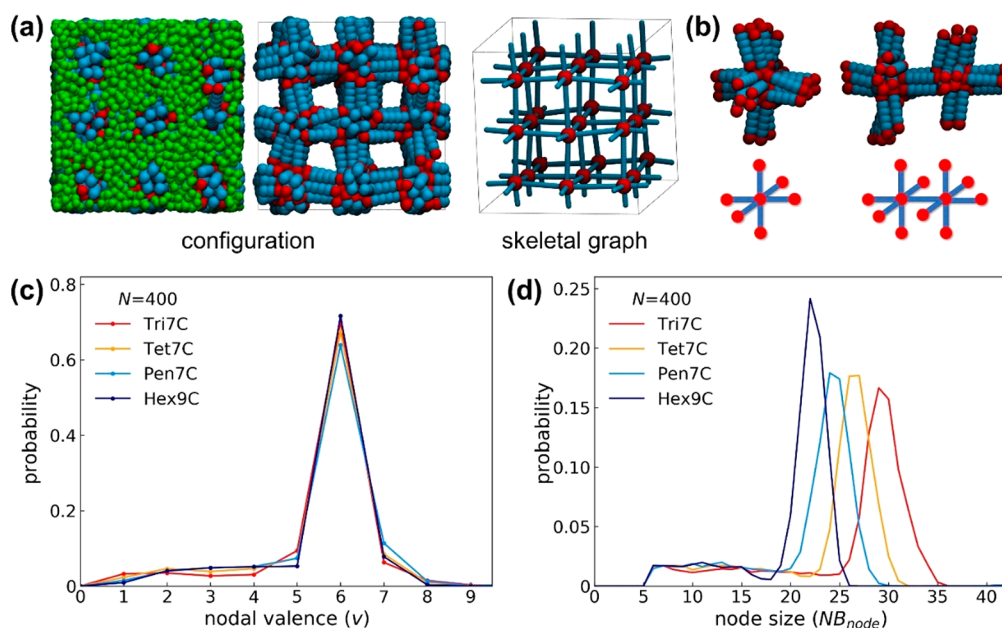 (a)
(b)
configuration
skeletal graph
(c)
0.8
0.6
0.4
0.2
0
probability
N=400
Tri7C
Tet7C
Pen7C
Hex9C
0 1 2 3 4 5 6 7 8 9
nodal valence (v)
(d)
0.25
0.20
0.15
0.10
0.05
0
probability
N=400
Tri7C
Tet7C
Pen7C
Hex9C
0 5 10 15 20 25 30 35 40
node size (NBnode)